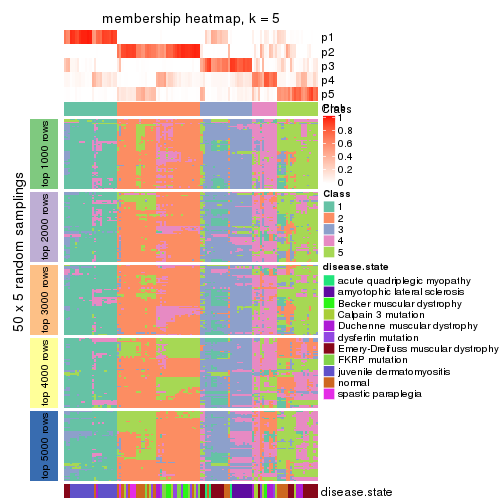 membership heatmap, k = 5
p1
p2
p3
p4
p5
Class
Class
1
0.8
0.6
0.4
0.2
0
Class
1
2
3
4
5
disease.state
acute quadriplegic myopathy
amyotophic lateral sclerosis
Becker muscular dystrophy
Calpain 3 mutation
Duchenne muscular dystrophy
dysferlin mutation
Emery-Dreifuss muscular dystrophy
FKRP mutation
juvenile dermatomyositis
normal
spastic paraplegia
50 x 5 random samplings
top 1000 rows
top 2000 rows
top 3000 rows
top 4000 rows
top 5000 rows
disease.state